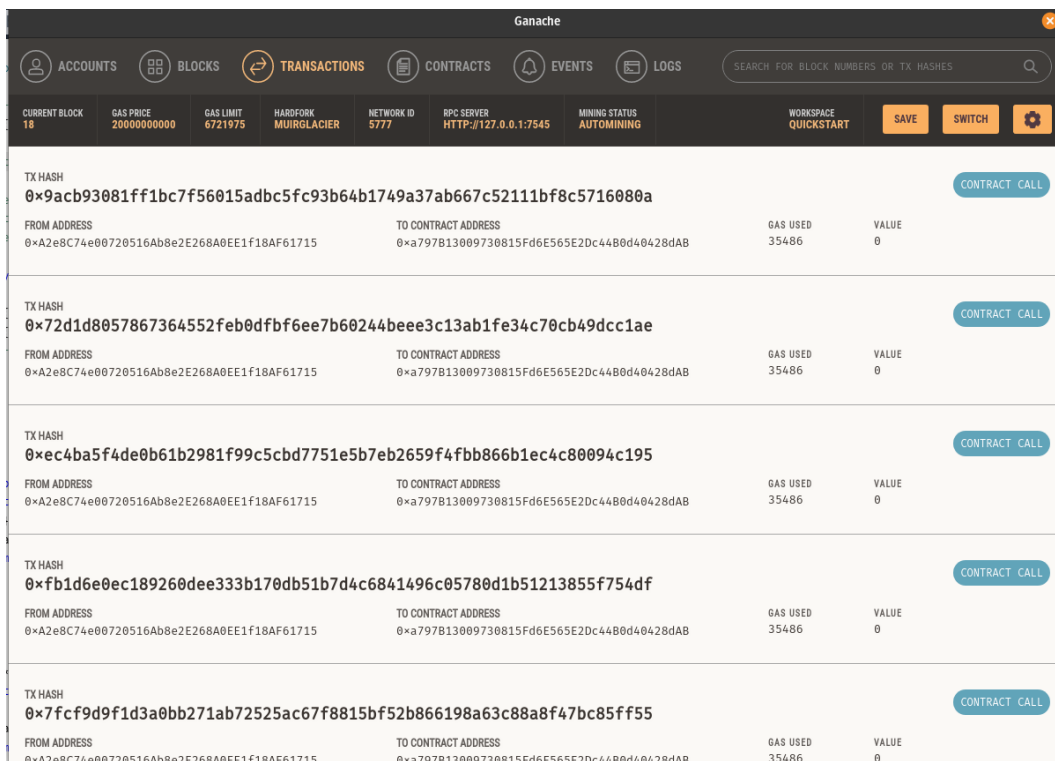 Ganache
ACCOUNTS BLOCKS TRANSACTIONS CONTRACTS EVENTS LOGS SEARCH FOR BLOCK NUMBERS OR TX HASHES
CURRENT BLOCK GAS PRICE GAS LIMIT HARDFORK NETWORK ID RPC SERVER MINING STATUS WORKSPACE
18 20000000000 6721975 MUIRGLACIER 5777 HTTP://127.0.0.1:7545 AUTOMINING QUICKSTART SAVE SWITCH
TX HASH
0×9acb93081ff1bc7f56015adbc5fc93b64b1749a37ab667c52111bf8c5716080a CONTRACT CALL
FROM ADDRESS TO CONTRACT ADDRESS GAS USED VALUE
0×A2e8C74e00720516Ab8e2E268A0EE1f18AF61715 0×a797B13009730815Fd6E565E2Dc44B0d40428dAB 35486 0
TX HASH
0×72d1d8057867364552feb0dfbf6ee7b60244beee3c13ab1fe34c70cb49dcc1ae CONTRACT CALL
FROM ADDRESS TO CONTRACT ADDRESS GAS USED VALUE
0×A2e8C74e00720516Ab8e2E268A0EE1f18AF61715 0×a797B13009730815Fd6E565E2Dc44B0d40428dAB 35486 0
TX HASH
0×ec4ba5f4de0b61b2981f99c5cbd7751e5b7eb2659f4fbb866b1ec4c80094c195 CONTRACT CALL
FROM ADDRESS TO CONTRACT ADDRESS GAS USED VALUE
0×A2e8C74e00720516Ab8e2E268A0EE1f18AF61715 0×a797B13009730815Fd6E565E2Dc44B0d40428dAB 35486 0
TX HASH
0×fb1d6e0ec189260dee333b170db51b7d4c6841496c05780d1b51213855f754df CONTRACT CALL
FROM ADDRESS TO CONTRACT ADDRESS GAS USED VALUE
0×A2e8C74e00720516Ab8e2E268A0EE1f18AF61715 0×a797B13009730815Fd6E565E2Dc44B0d40428dAB 35486 0
TX HASH
0×7fcf9d9f1d3a0bb271ab72525ac67f8815bf52b866198a63c88a8f47bc85ff55 CONTRACT CALL
FROM ADDRESS TO CONTRACT ADDRESS GAS USED VALUE
0×A2e8C74e00720516Ab8e2E268A0EE1f18AF61715 0×a797B13009730815Fd6E565E2Dc44B0d40428dAB 35486 0